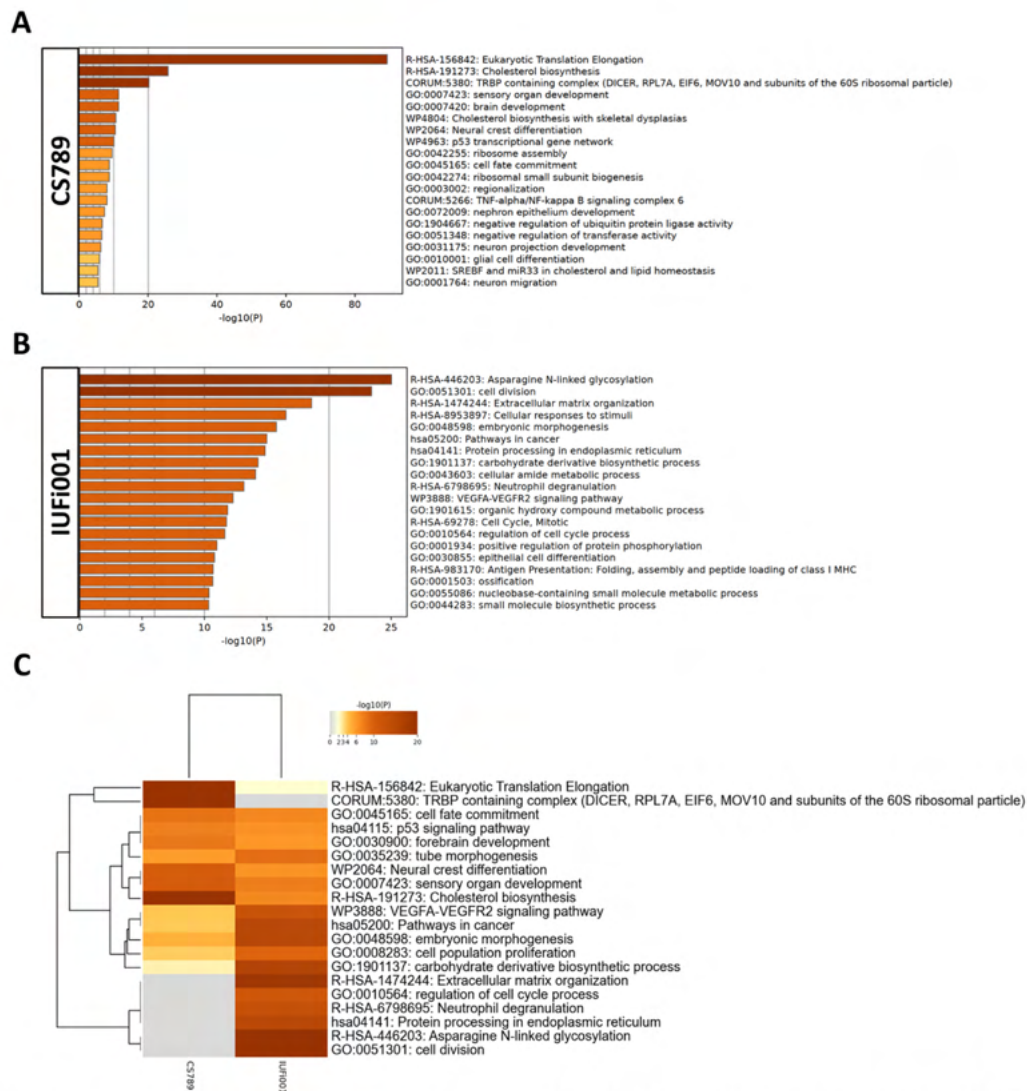 A
CS789
R-HSA-156842: Eukaryotic Translation Elongation
R-HSA-191273: Cholesterol biosynthesis
CORUM:5380: TRBP containing complex (DICER, RPL7A, EIF6, MOV10 and subunits of the 60S ribosomal particle)
GO:0007423: sensory organ development
GO:0007420: brain development
WP4804: Cholesterol biosynthesis with skeletal dysplasias
WP2064: Neural crest differentiation
WP4963: p53 transcriptional gene network
GO:0042255: ribosome assembly
GO:0045165: cell fate commitment
GO:0042274: ribosomal small subunit biogenesis
GO:0003002: regionalization
CORUM:5266: TNF-alpha/NF-kappa B signaling complex 6
GO:0072009: nephron epithelium development
GO:1904667: negative regulation of ubiquitin protein ligase activity
GO:0051348: negative regulation of transferase activity
GO:0031175: neuron projection development
GO:0010001: glial cell differentiation
WP2011: SREBF and miR33 in cholesterol and lipid homeostasis
GO:0001764: neuron migration
0 20 40 60 80
-log10(P)
B
IUFi001
R-HSA-446203: Asparagine N-linked glycosylation
GO:0051301: cell division
R-HSA-1474244: Extracellular matrix organization
R-HSA-8953897: Cellular responses to stimuli
GO:0048598: embryonic morphogenesis
hsa05200: Pathways in cancer
hsa04141: Protein processing in endoplasmic reticulum
GO:1901137: carbohydrate derivative biosynthetic process
GO:0043603: cellular amide metabolic process
R-HSA-6798695: Neutrophil degranulation
WP3888: VEGFA-VEGFR2 signaling pathway
GO:1901615: organic hydroxy compound metabolic process
R-HSA-69278: Cell Cycle, Mitotic
GO:0010564: regulation of cell cycle process
GO:0001934: positive regulation of protein phosphorylation
GO:0030855: epithelial cell differentiation
R-HSA-983170: Antigen Presentation: Folding, assembly and peptide loading of class I MHC
GO:0001503: ossification
GO:0055086: nucleobase-containing small molecule metabolic process
GO:0044283: small molecule biosynthetic process
0 5 10 15 20 25
-log10(P)
C
-log10(P)
0 2 3 4 6 10 20
R-HSA-156842: Eukaryotic Translation Elongation
CORUM:5380: TRBP containing complex (DICER, RPL7A, EIF6, MOV10 and subunits of the 60S ribosomal particle)
GO:0045165: cell fate commitment
hsa04115: p53 signaling pathway
GO:0030900: forebrain development
GO:0035239: tube morphogenesis
WP2064: Neural crest differentiation
GO:0007423: sensory organ development
R-HSA-191273: Cholesterol biosynthesis
WP3888: VEGFA-VEGFR2 signaling pathway
hsa05200: Pathways in cancer
GO:0048598: embryonic morphogenesis
GO:0008283: cell population proliferation
GO:1901137: carbohydrate derivative biosynthetic process
R-HSA-1474244: Extracellular matrix organization
GO:0010564: regulation of cell cycle process
R-HSA-6798695: Neutrophil degranulation
hsa04141: Protein processing in endoplasmic reticulum
R-HSA-446203: Asparagine N-linked glycosylation
GO:0051301: cell division
CS789